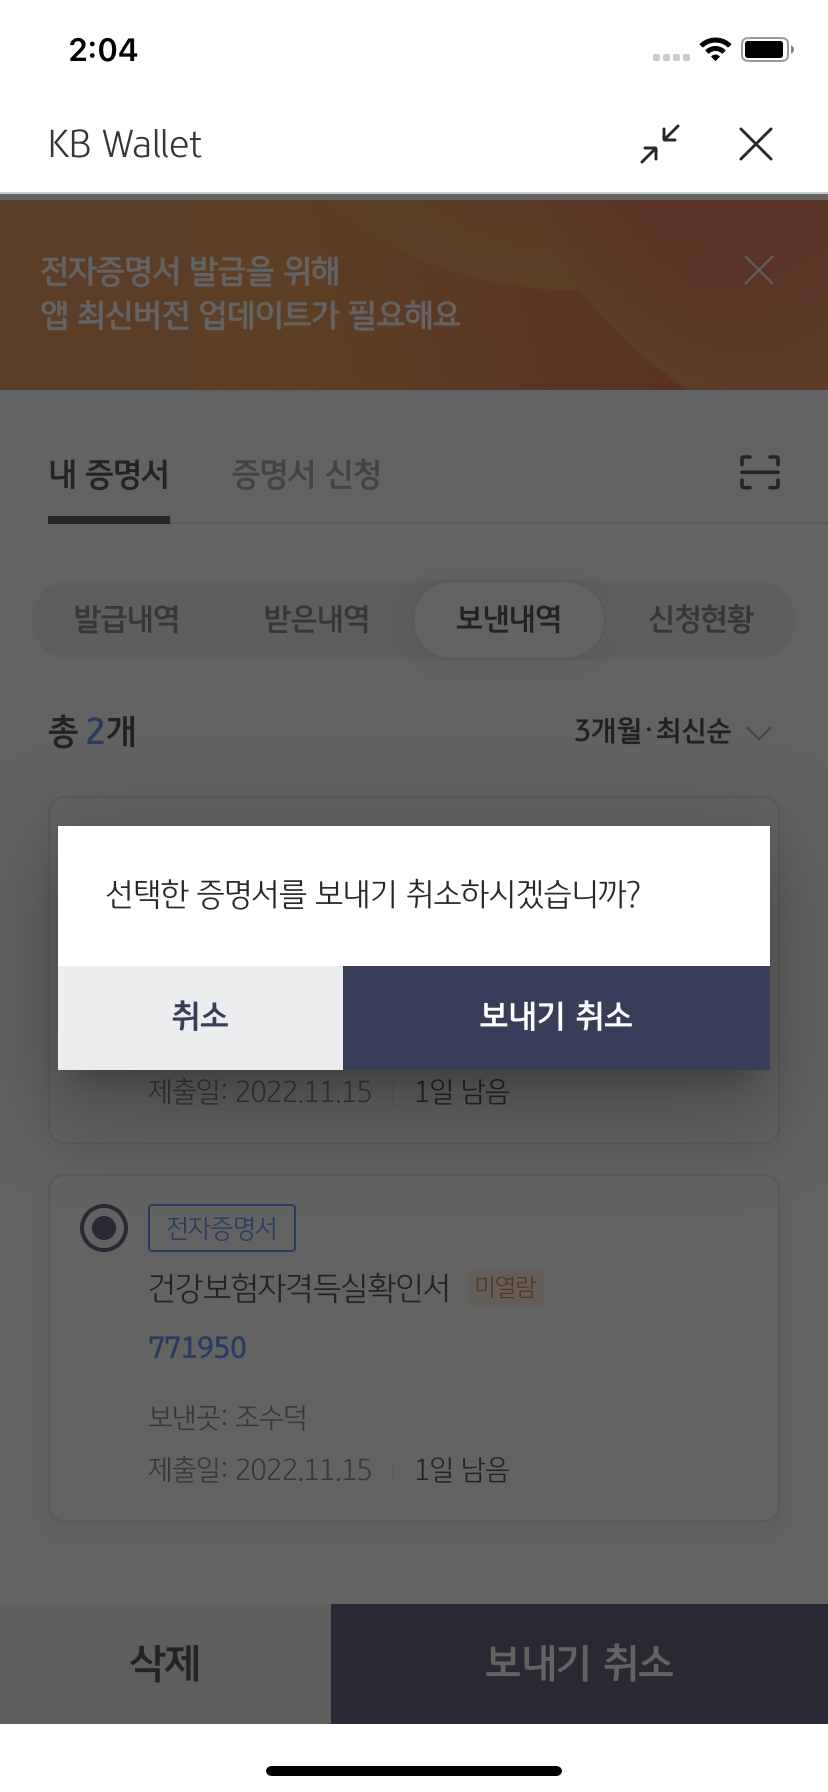 2:04
KB Wallet
전자증명서 발급을 위해
앱 최신버전 업데이트가 필요해요
내 증명서 증명서 신청
발급내역 받은내역 보낸내역 신청현황
총 2개 3개월·최신순
선택한 증명서를 보내기 취소하시겠습니까?
취소 보내기 취소
제출일: 2022.11.15 1일 남음
전자증명서
건강보험자격득실확인서 미열람
771950
보낸곳: 조수덕
제출일: 2022.11.15 1일 남음
삭제 보내기 취소